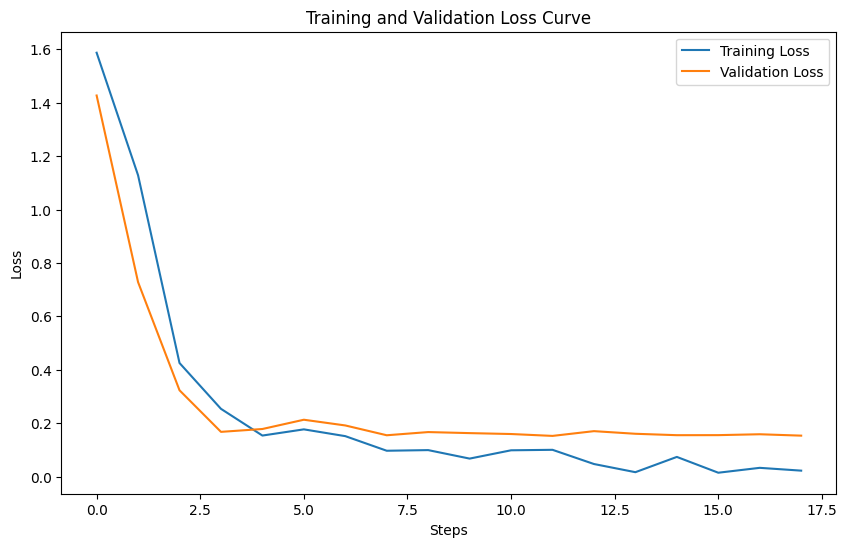 Training and Validation Loss Curve
Training Loss
Validation Loss
1.6
1.4
1.2
1.0
0.8
0.6
0.4
0.2
0.0
Loss
0.0 2.5 5.0 7.5 10.0 12.5 15.0 17.5
Steps